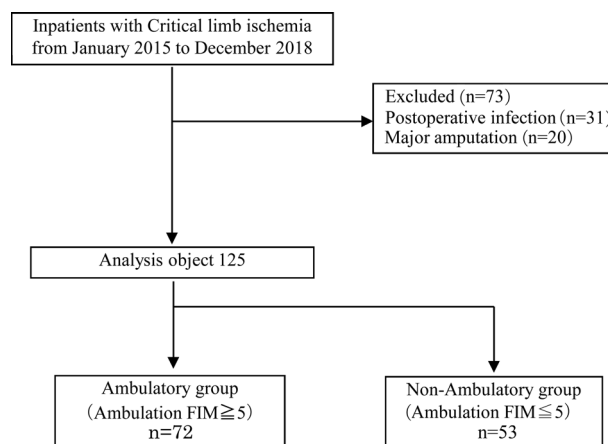 Inpatients with Critical limb ischemia
from January 2015 to December 2018
Excluded (n=73)
Postoperative infection (n=31)
Major amputation (n=20)
Analysis object 125
Ambulatory group
(Ambulation FIM≧5)
n=72
Non-Ambulatory group
(Ambulation FIM≦5)
n=53